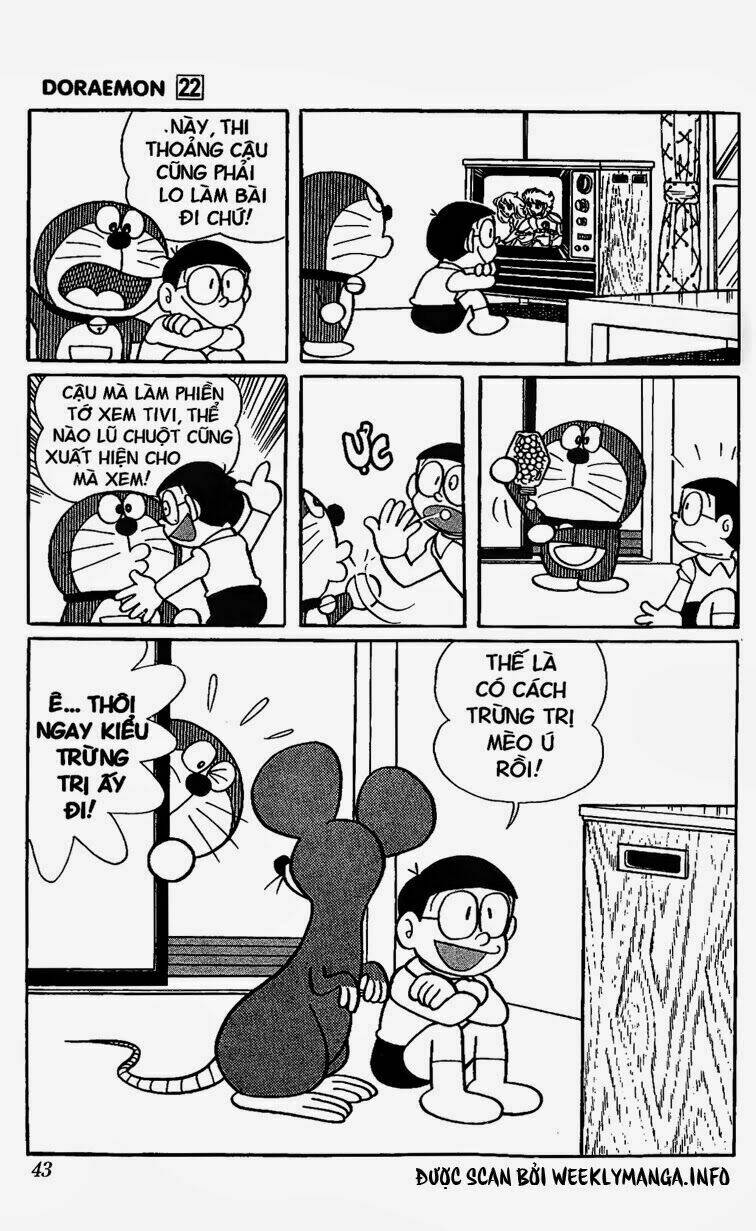 DORAEMON 22
NÀY, THI
THOẢNG CẬU
CŨNG PHẢI
LO LÀM BÀI
ĐI CHỨ!
CẬU MÀ LÀM PHIỀN
TỚ XEM TIVI, THỂ
NÀO LŨ CHUỘT CŨNG
XUẤT HIỆN CHO
MÀ XEM!
ỰC
Ê... THÔI
NGAY KIỂU
TRỪNG
TRỊ ẤY
ĐI!
THẾ LÀ
CÓ CÁCH
TRỪNG TRỊ
MÈO Ú
RỒI!
43
ĐƯỢC SCAN BỞI WEEKLYMANGA.INFO